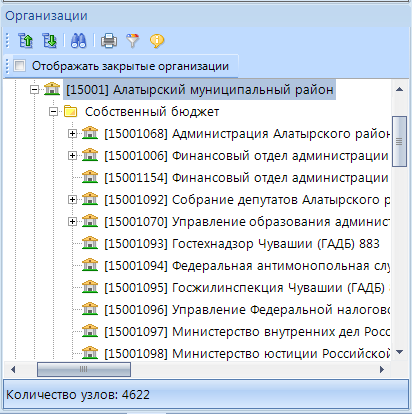 Организации
Отображать закрытые организации
[15001] Алатырский муниципальный район
Собственный бюджет
[15001068] Администрация Алатырского райо
[15001006] Финансовый отдел администрации
[15001154] Финансовый отдел администрации
[15001092] Собрание депутатов Алатырского р
[15001070] Управление образования админис
[15001093] Гостехнадзор Чувашии (ГАДБ) 883
[15001094] Федеральная антимонопольная слу
[15001095] Госжилинспекция Чувашии (ГАДБ)
[15001096] Управление Федеральной налогово
[15001097] Министерство внутренних дел Росс
[15001098] Министерство юстиции Российской
Количество узлов: 4622